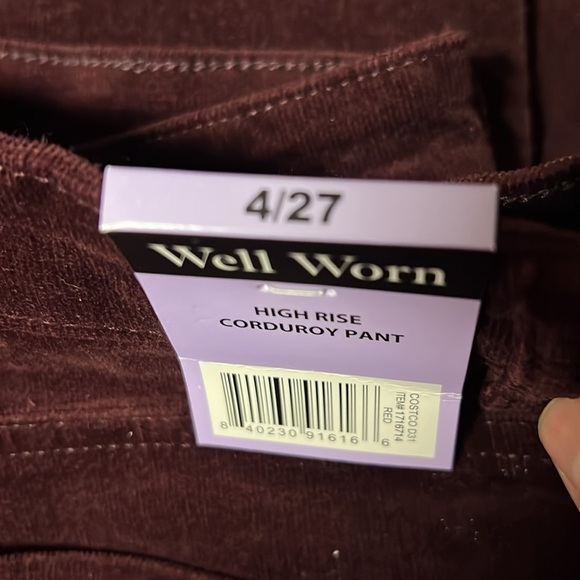 4/27
Well Worn
HIGH RISE
CORDUROY PANT
8 40230 91616 6
COSTCO D31
ITEM# 1716714
RED